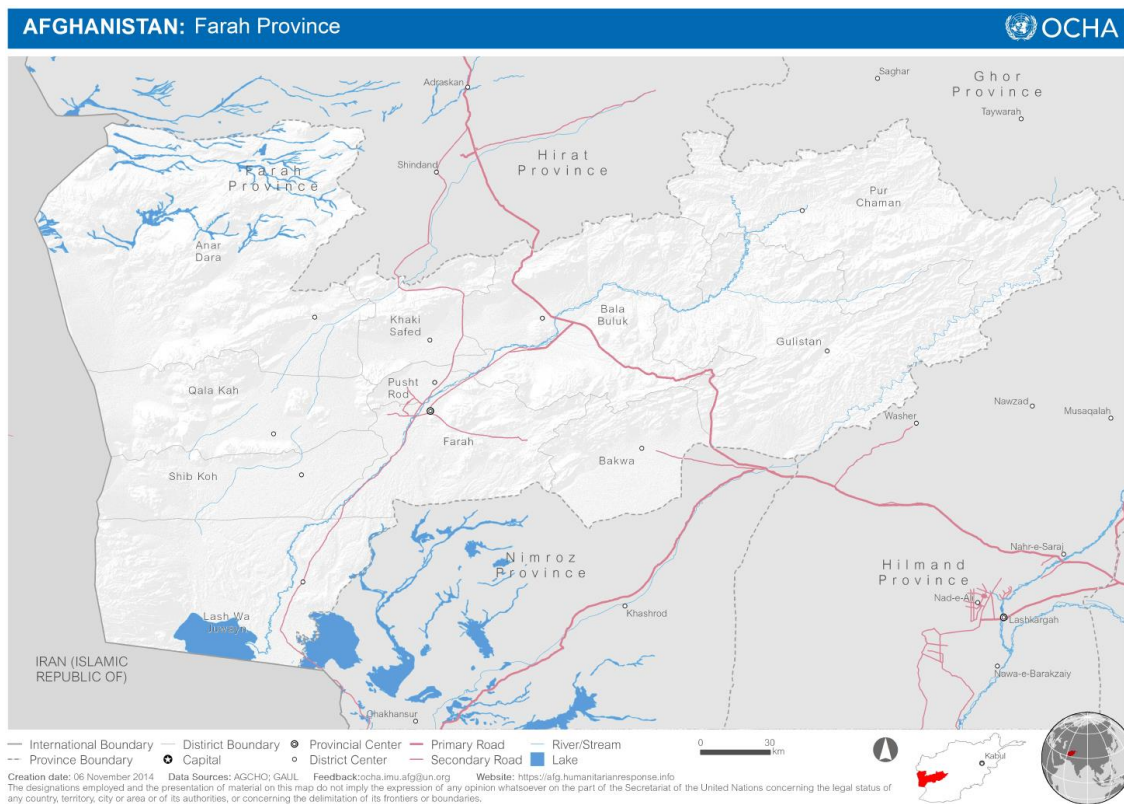 AFGHANISTAN: Farah Province
OCHA
Saghar
Ghor
Province
Taywarah
Adraskan
Hirat
Province
Shindand
Farah
Province
Pur
Chaman
Anar
Dara
Khaki
Safed
Bala
Buluk
Gulistan
Qala Kah
Pusht
Rod
Nawzad
Musaqalah
Washer
Farah
Bakwa
Shib Koh
Nimroz
Province
Nahr-e-Saraj
Hilmand
Province
Nad-e-Ali
Khashrod
Lashkargah
Lash Wa
Juwayn
IRAN (ISLAMIC
REPUBLIC OF)
Nawa-e-Barakzaiy
Chakhansur
International Boundary
Province Boundary
District Boundary
Capital
Provincial Center
District Center
Primary Road
Secondary Road
River/Stream
Lake
0 30
km
Kabul
Creation date: 06 November 2014 Data Sources: AGCHO; GAUL Feedback:ocha.imu.afg@un.org Website: https://afg.humanitarianresponse.info
The designations employed and the presentation of material on this map do not imply the expression of any opinion whatsoever on the part of the Secretariat of the United Nations concerning the legal status of
any country, territory, city or area or of its authorities, or concerning the delimitation of its frontiers or boundaries.